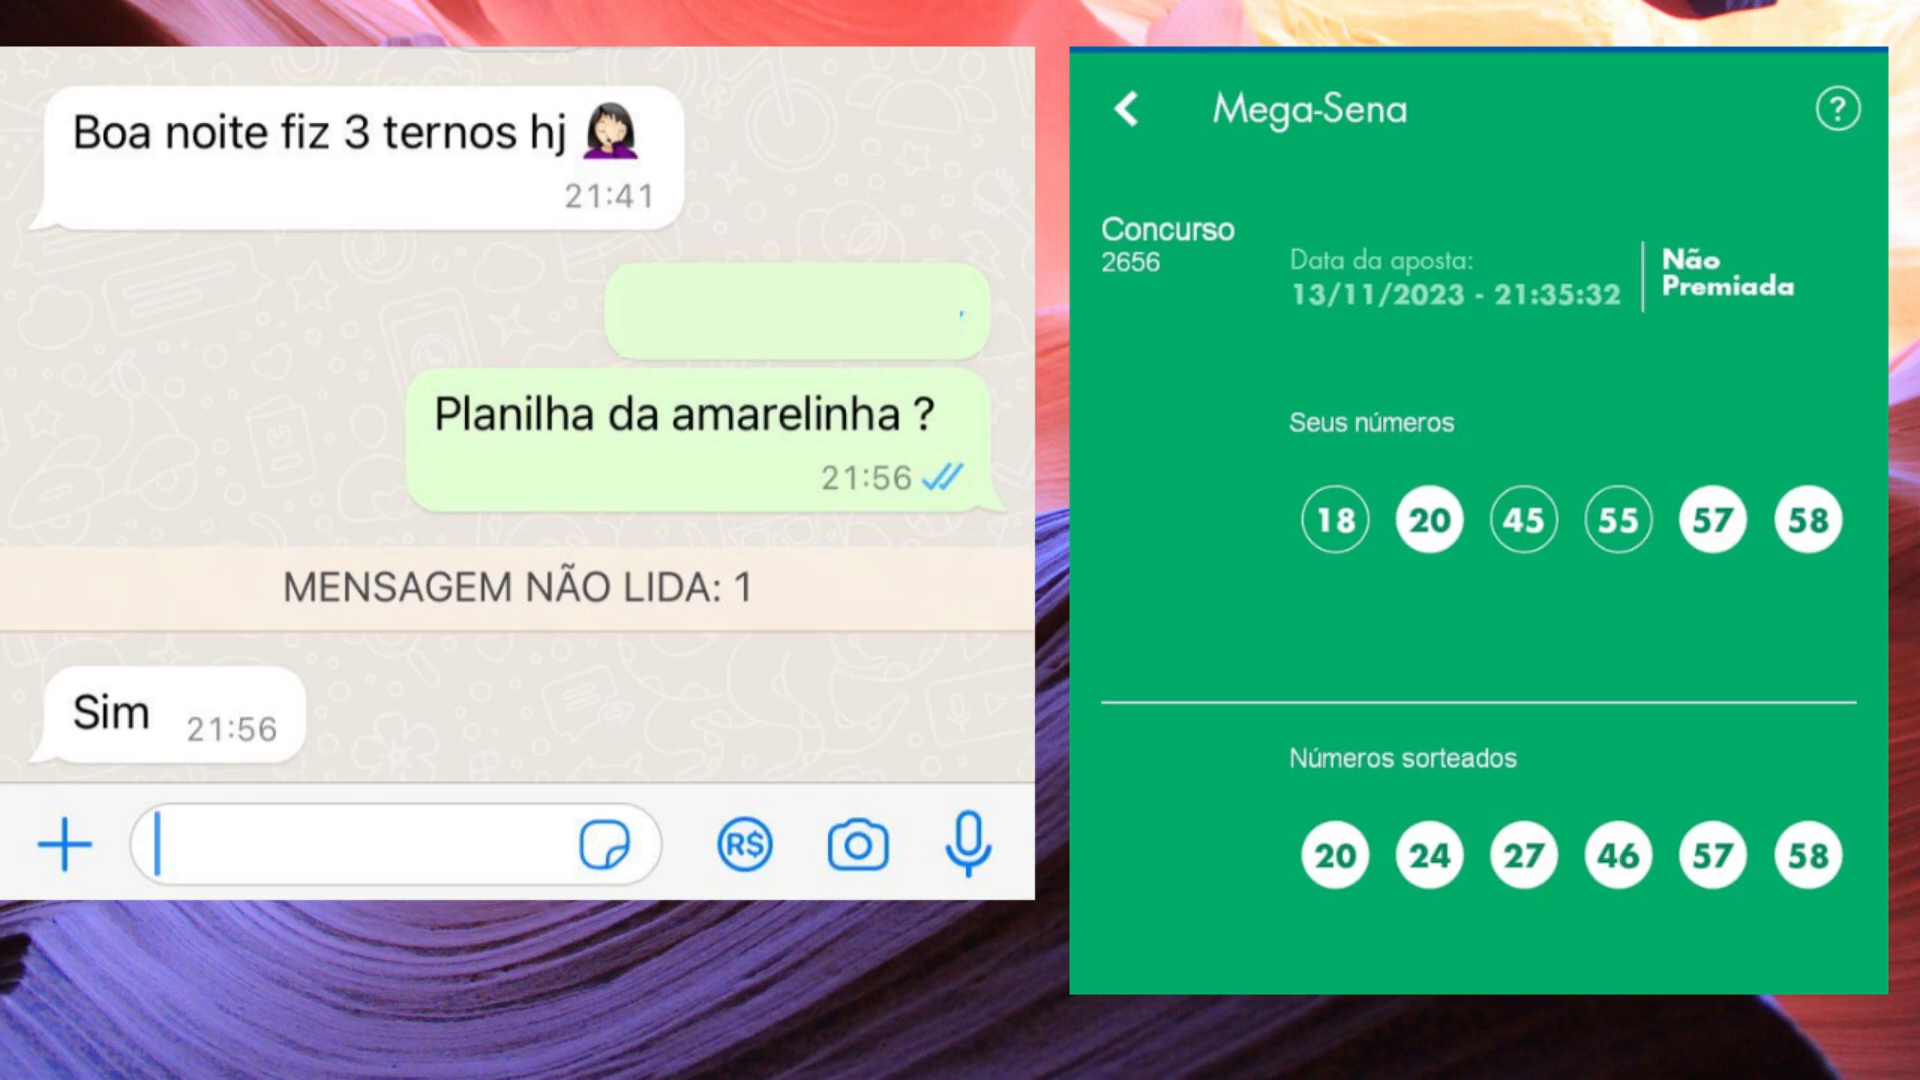 Boa noite fiz 3 ternos hj 🤦🏻‍♀️
21:41
Planilha da amarelinha ?
21:56
MENSAGEM NÃO LIDA: 1
Sim 21:56
R$
Mega-Sena
?
Concurso
2656
Data da aposta:
13/11/2023 - 21:35:32
Não
Premiada
Seus números
18 20 45 55 57 58
Números sorteados
20 24 27 46 57 58